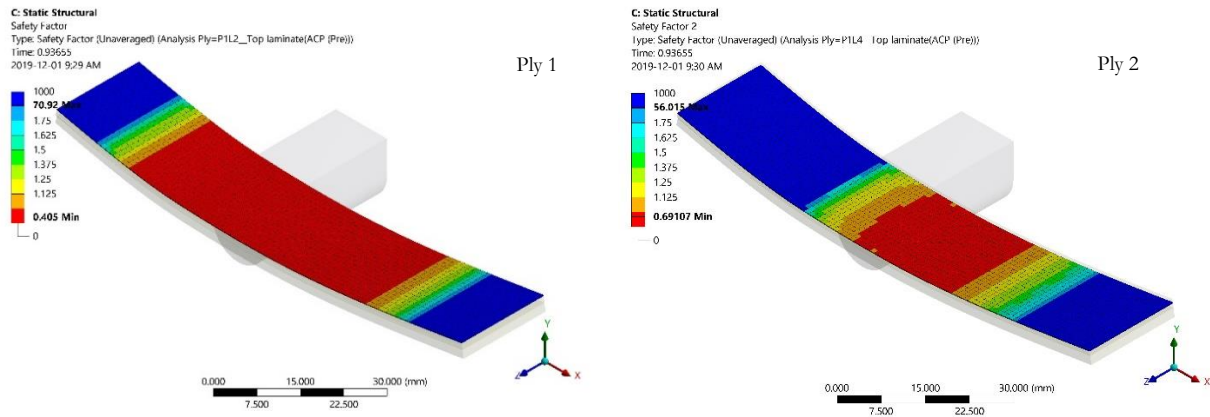 C: Static Structural
Safety Factor
Type: Safety Factor (Unaveraged) (Analysis Ply=P1L2__Top laminate(ACP (Pre)))
Time: 0.93655
2019-12-01 9:29 AM
Ply 1
1000
70.92 Max
1.75
1.625
1.5
1.375
1.25
1.125
0.405 Min
0
Y
Z
X
0.000
15.000
30.000 (mm)
7.500
22.500
C: Static Structural
Safety Factor 2
Type: Safety Factor (Unaveraged) (Analysis Ply=P1L4__Top laminate(ACP (Pre)))
Time: 0.93655
2019-12-01 9:30 AM
Ply 2
1000
56.015 Max
1.75
1.625
1.5
1.375
1.25
1.125
0.69107 Min
0
Y
Z
X
0.000
15.000
30.000 (mm)
7.500
22.500